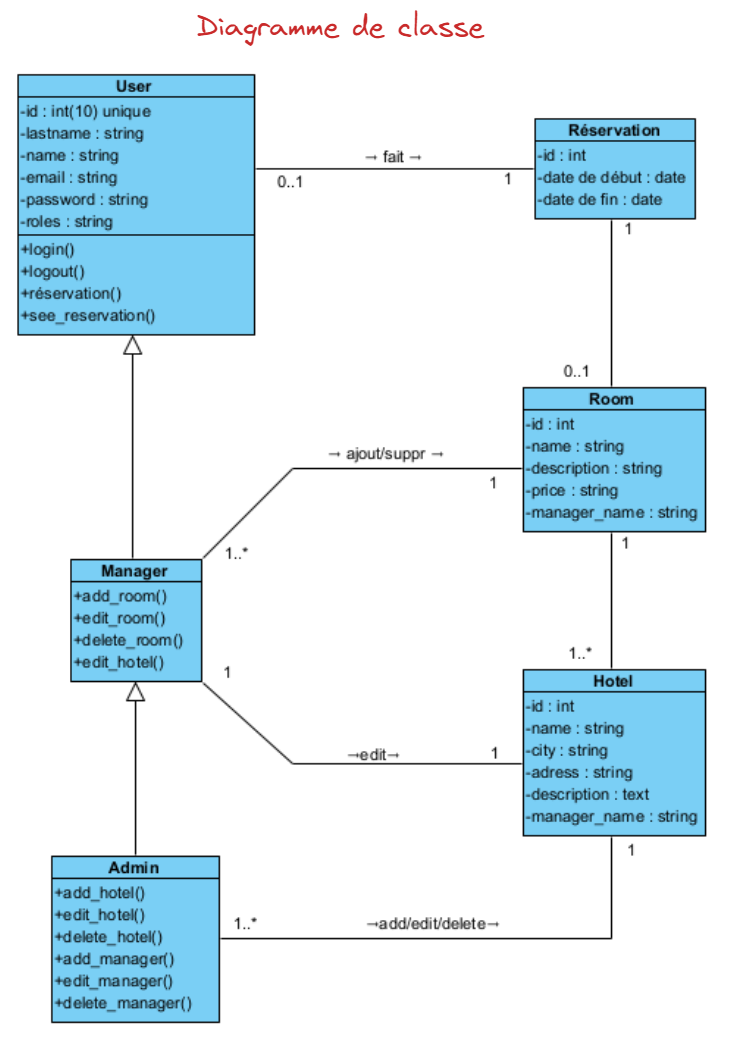 Diagramme de classe
User
-id : int(10) unique
-lastname : string
-name : string
-email : string
-password : string
-roles : string
+login()
+logout()
+réservation()
+see_reservation()
→ fait →
0..1
1
Réservation
-id : int
-date de début : date
-date de fin : date
1
0..1
Room
-id : int
-name : string
-description : string
-price : string
-manager_name : string
→ ajout/suppr →
1
1..*
Manager
+add_room()
+edit_room()
+delete_room()
+edit_hotel()
1
1..*
Hotel
-id : int
-name : string
-city : string
-adress : string
-description : text
-manager_name : string
1
→edit→
1
Admin
+add_hotel()
+edit_hotel()
+delete_hotel()
+add_manager()
+edit_manager()
+delete_manager()
1..*
→add/edit/delete→
1